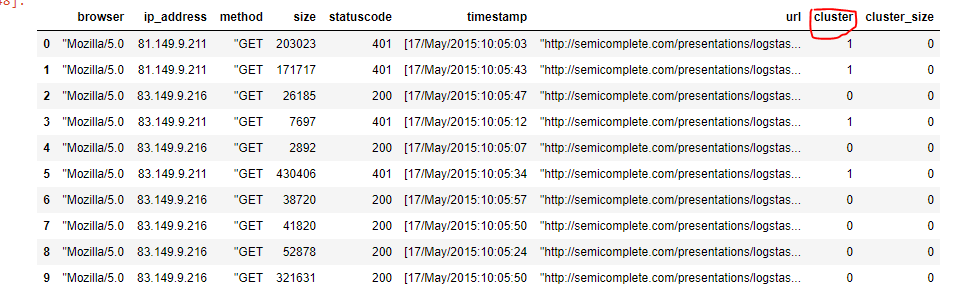 48]:
browser ip_address method size statuscode timestamp url cluster cluster_size
0 "Mozilla/5.0 81.149.9.211 "GET 203023 401 [17/May/2015:10:05:03 "http://semicomplete.com/presentations/logstas... 1 0
1 "Mozilla/5.0 81.149.9.211 "GET 171717 401 [17/May/2015:10:05:43 "http://semicomplete.com/presentations/logstas... 1 0
2 "Mozilla/5.0 83.149.9.216 "GET 26185 200 [17/May/2015:10:05:47 "http://semicomplete.com/presentations/logstas... 0 0
3 "Mozilla/5.0 83.149.9.211 "GET 7697 401 [17/May/2015:10:05:12 "http://semicomplete.com/presentations/logstas... 1 0
4 "Mozilla/5.0 83.149.9.216 "GET 2892 200 [17/May/2015:10:05:07 "http://semicomplete.com/presentations/logstas... 0 0
5 "Mozilla/5.0 83.149.9.211 "GET 430406 401 [17/May/2015:10:05:34 "http://semicomplete.com/presentations/logstas... 1 0
6 "Mozilla/5.0 83.149.9.216 "GET 38720 200 [17/May/2015:10:05:57 "http://semicomplete.com/presentations/logstas... 0 0
7 "Mozilla/5.0 83.149.9.216 "GET 41820 200 [17/May/2015:10:05:50 "http://semicomplete.com/presentations/logstas... 0 0
8 "Mozilla/5.0 83.149.9.216 "GET 52878 200 [17/May/2015:10:05:24 "http://semicomplete.com/presentations/logstas... 0 0
9 "Mozilla/5.0 83.149.9.216 "GET 321631 200 [17/May/2015:10:05:50 "http://semicomplete.com/presentations/logstas... 0 0